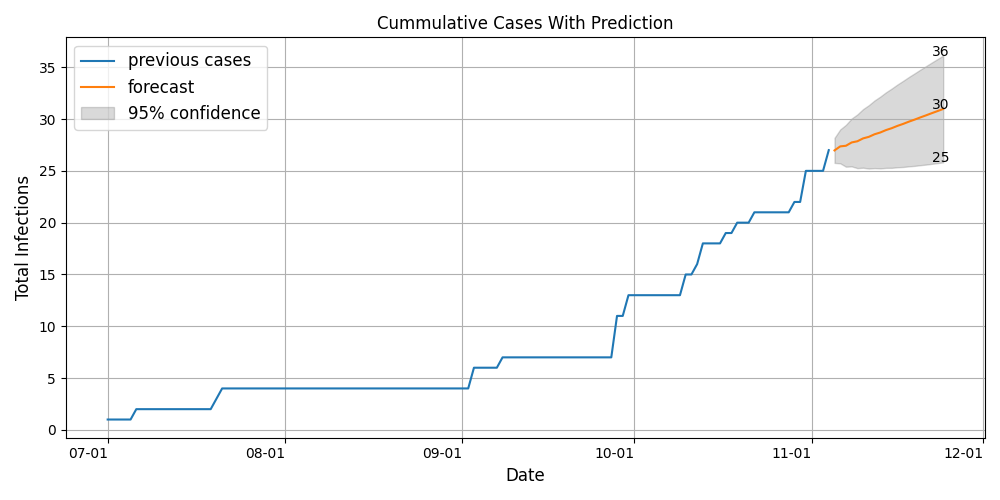 Cummulative Cases With Prediction
previous cases
forecast
95% confidence
36
30
25
35
30
25
20
15
10
5
0
Total Infections
07-01
08-01
09-01
10-01
11-01
12-01
Date